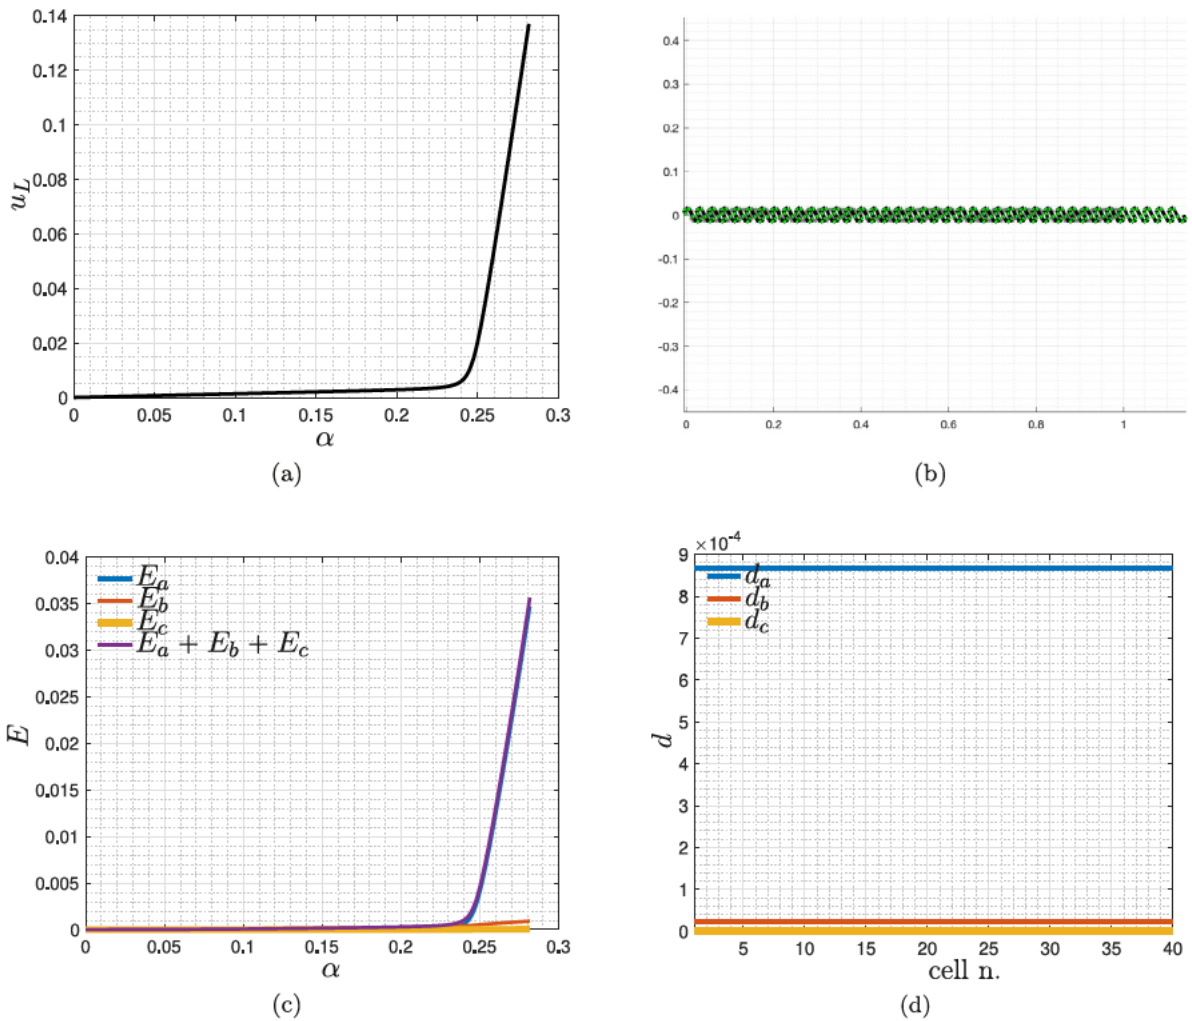 0.14
0.12
0.1
0.08
0.06
0.04
0.02
0
u_L
0 0.05 0.1 0.15 0.2 0.25 0.3
α
(a)
0.4
0.3
0.2
0.1
0
-0.1
-0.2
-0.3
-0.4
0 0.2 0.4 0.6 0.8 1
(b)
0.04
0.035
0.03
0.025
0.02
0.015
0.01
0.005
0
E
E_a
E_b
E_c
E_a + E_b + E_c
0 0.05 0.1 0.15 0.2 0.25 0.3
α
(c)
×10⁻⁴
9
8
7
6
5
4
3
2
1
0
d
d_a
d_b
d_c
5 10 15 20 25 30 35 40
cell n.
(d)